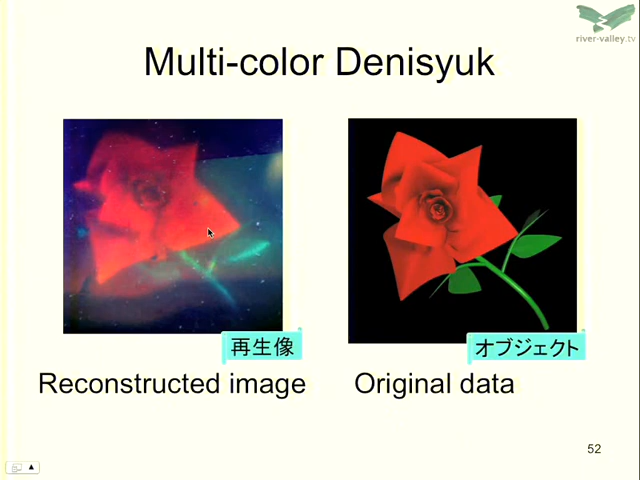 river-valley.tv
Multi-color Denisyuk
再生像
オブジェクト
Reconstructed image
Original data
52